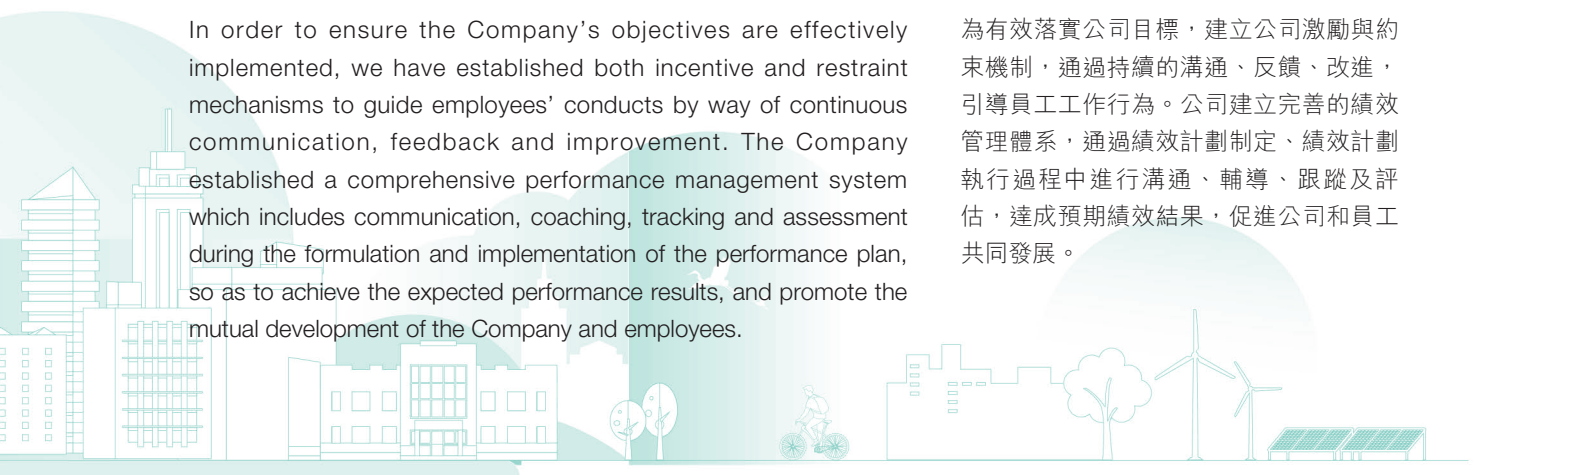 In order to ensure the Company’s objectives are effectively
implemented, we have established both incentive and restraint
mechanisms to guide employees’ conducts by way of continuous
communication, feedback and improvement. The Company
established a comprehensive performance management system
which includes communication, coaching, tracking and assessment
during the formulation and implementation of the performance plan,
so as to achieve the expected performance results, and promote the
mutual development of the Company and employees.
為有效落實公司目標，建立公司激勵與約
束機制，通過持續的溝通、反饋、改進，
引導員工工作行為。公司建立完善的績效
管理體系，通過績效計劃制定、績效計劃
執行過程中進行溝通、輔導、跟蹤及評
估，達成預期績效結果，促進公司和員工
共同發展。